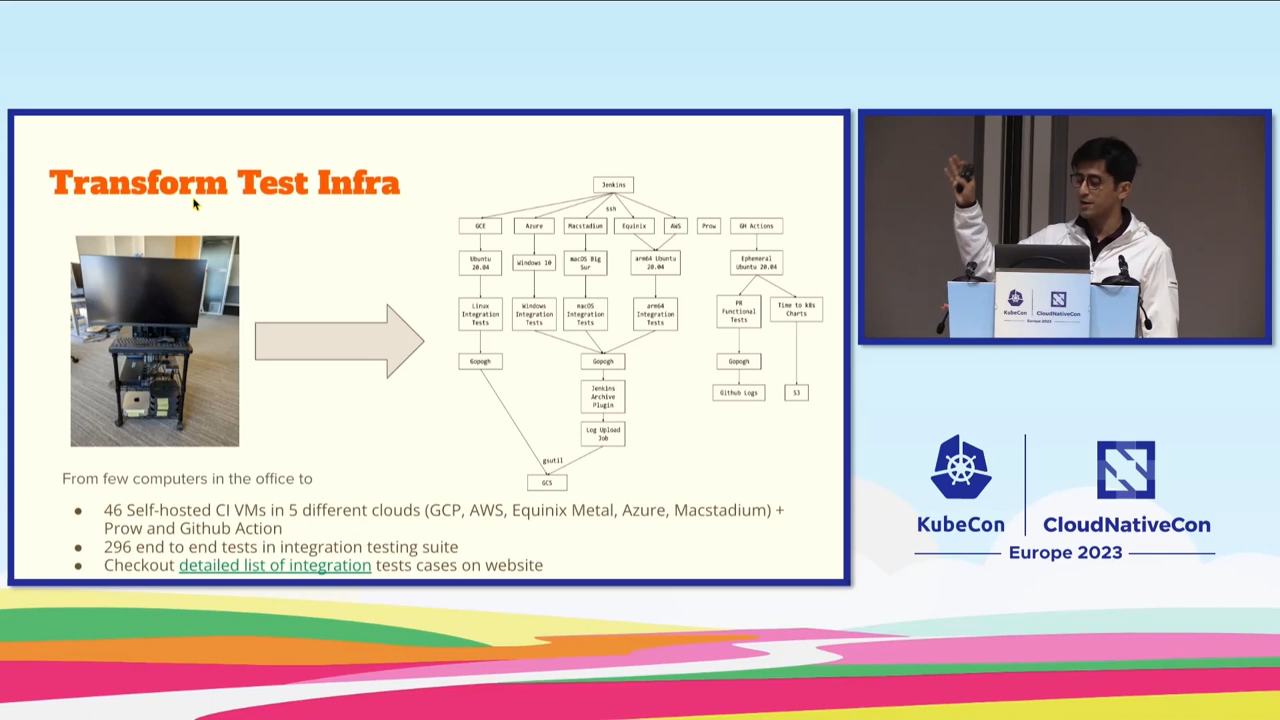 Transform Test Infra
Jenkins
ssh
GCE
Azure
Macstadium
Equinix
AWS
Prow
GH Actions
Ubuntu
20.04
Windows 10
macOS Big
Sur
arm64 Ubuntu
20.04
Ephemeral
Ubuntu 20.04
Linux
Integration
Tests
Windows
Integration
Tests
macOS
Integration
Tests
arm64
Integration
Tests
PR
Functional
Tests
Time to k8s
Charts
Gopogh
Gopogh
Gopogh
Jenkins
Archive
Plugin
Github Logs
S3
Log Upload
Job
gsutil
GCS
From few computers in the office to
● 46 Self-hosted CI VMs in 5 different clouds (GCP, AWS, Equinix Metal, Azure, Macstadium) +
Prow and Github Action
● 296 end to end tests in integration testing suite
● Checkout detailed list of integration tests cases on website
KubeCon
CloudNativeCon
Europe 2023
KubeCon
CloudNativeCon
Europe 2023